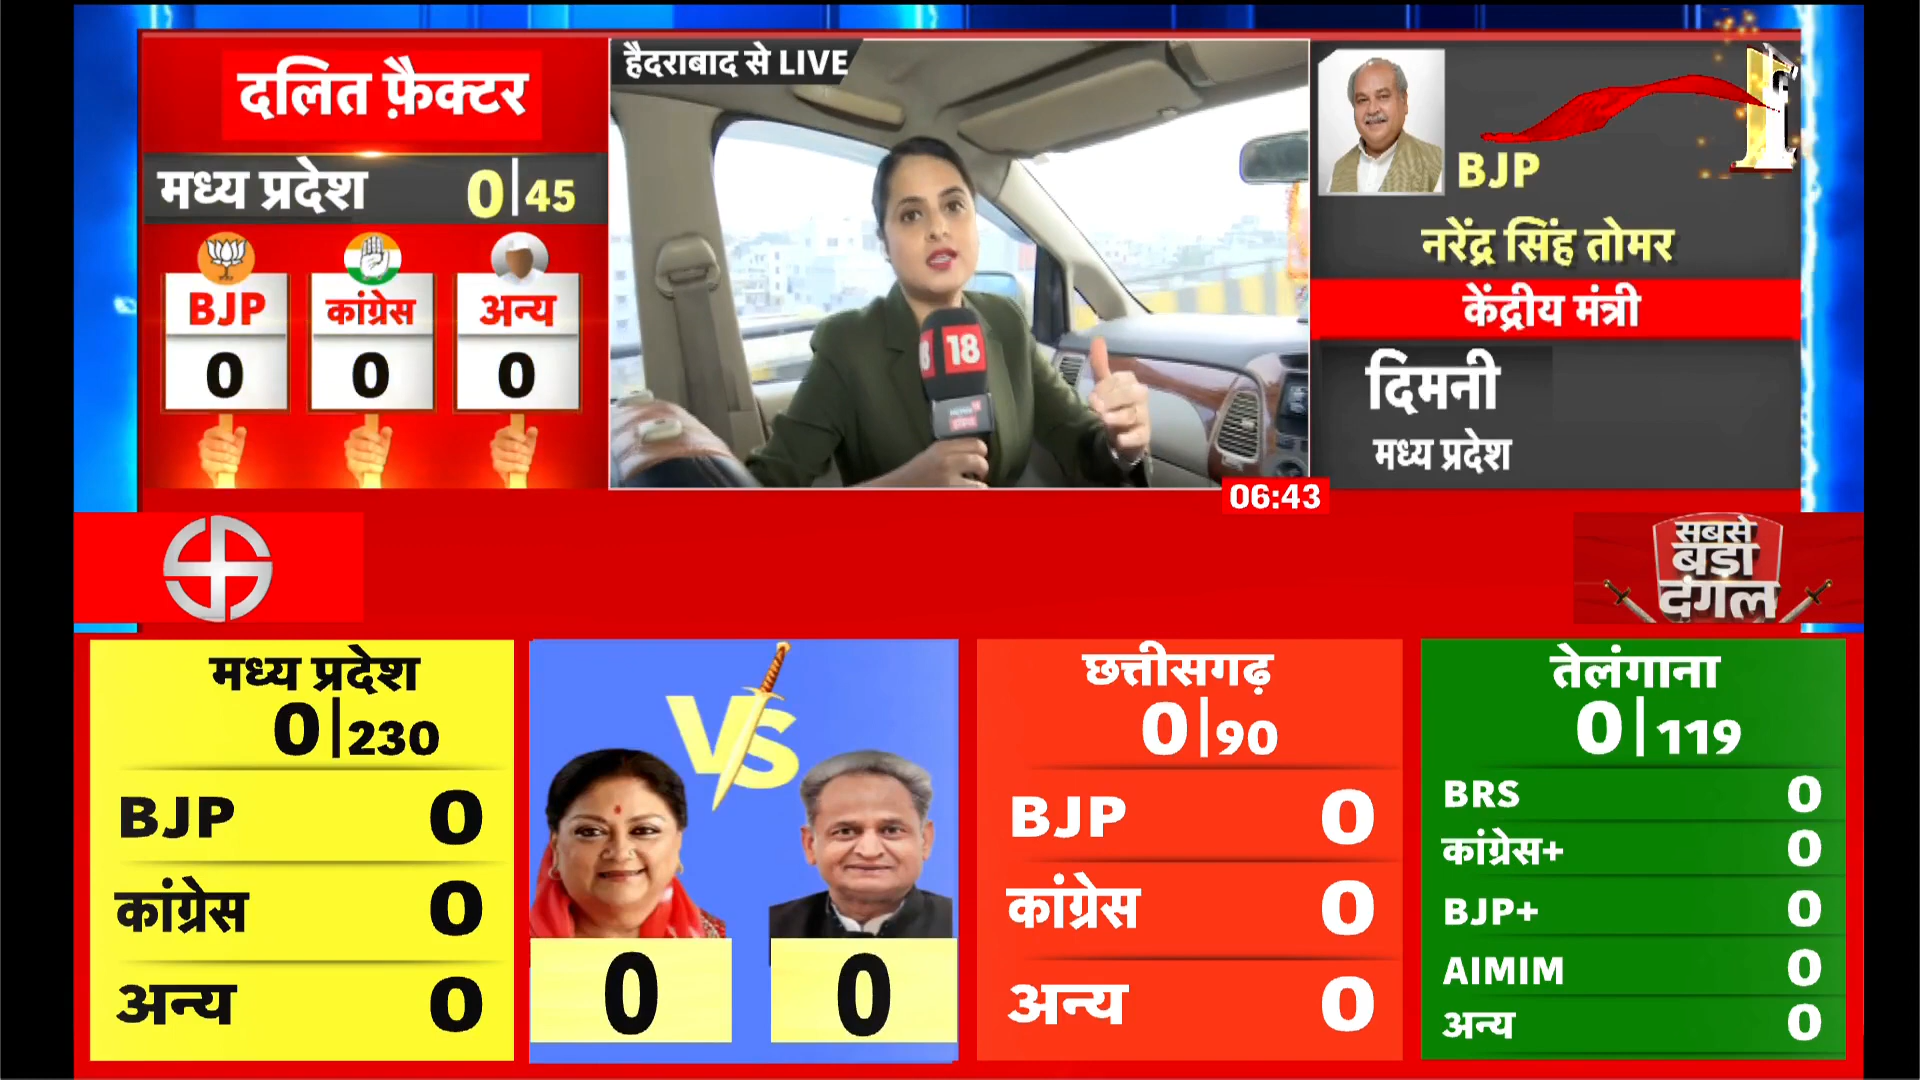 दलित फ़ैक्टर
मध्य प्रदेश 0|45
BJP
कांग्रेस
अन्य
0
0
0
हैदराबाद से LIVE
18
06:43
BJP
नरेंद्र सिंह तोमर
केंद्रीय मंत्री
दिमनी
मध्य प्रदेश
सबसे
बड़ा
दंगल
मध्य प्रदेश
0|230
BJP 0
कांग्रेस 0
अन्य 0
VS
0
0
छत्तीसगढ़
0|90
BJP 0
कांग्रेस 0
अन्य 0
तेलंगाना
0|119
BRS 0
कांग्रेस+ 0
BJP+ 0
AIMIM 0
अन्य 0